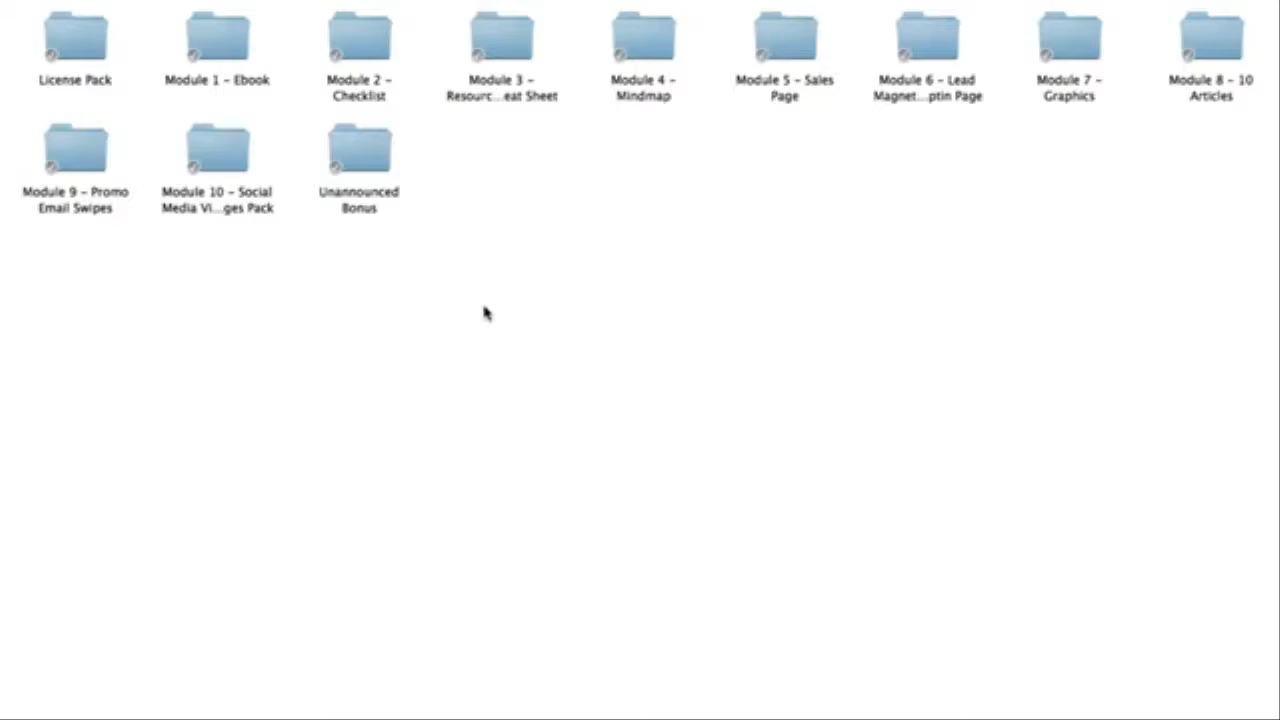 License Pack
Module 1 – Ebook
Module 2 –
Checklist
Module 3 –
Resourc...eat Sheet
Module 4 –
Mindmap
Module 5 – Sales
Page
Module 6 – Lead
Magnet...ptin Page
Module 7 –
Graphics
Module 8 – 10
Articles
Module 9 – Promo
Email Swipes
Module 10 – Social
Media Vi...ges Pack
Unannounced
Bonus